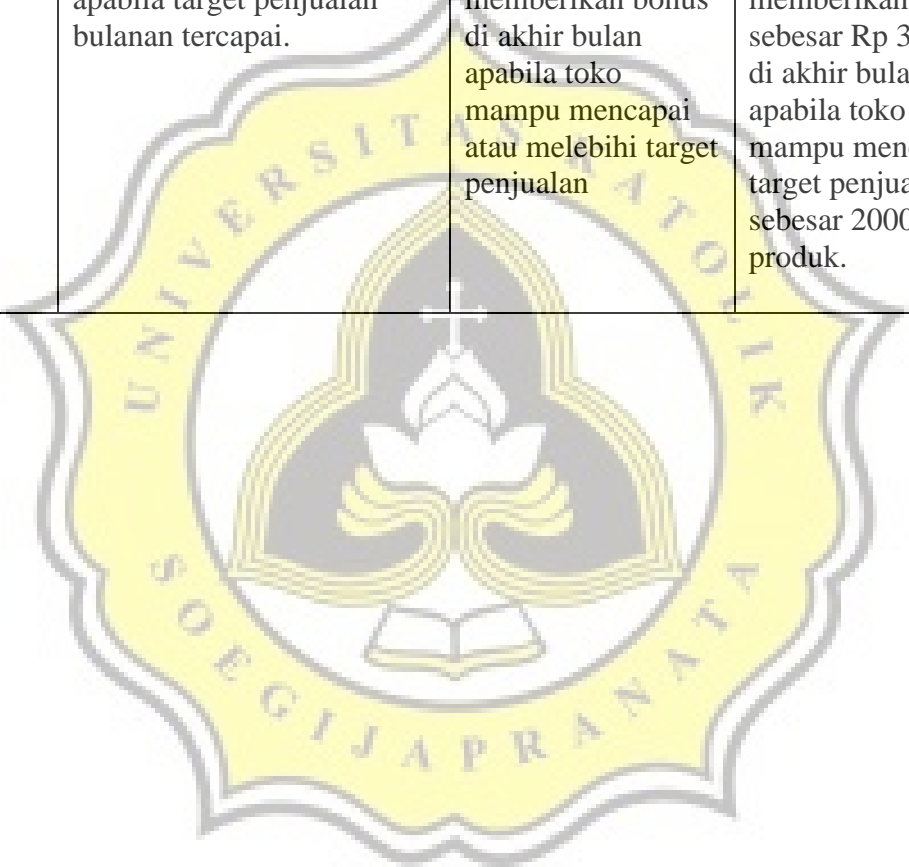 apabila target penjualan
bulanan tercapai.
memberikan bonus
di akhir bulan
apabila toko
mampu mencapai
atau melebihi target
penjualan
memberikan
sebesar Rp 3
di akhir bula
apabila toko
mampu menc
target penjua
sebesar 2000
produk.
UNIVERSITAS KATOLIK
SOEGIJAPRANATA